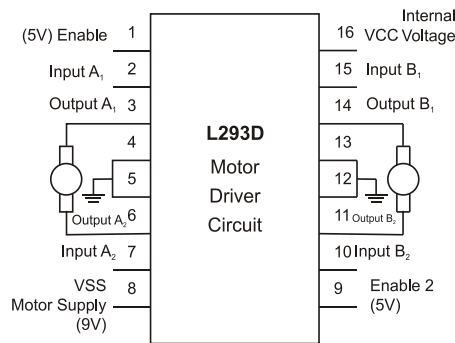 (5V) Enable 1
Input A1 2
Output A1 3
4
5
Output A2 6
Input A2 7
VSS 8
Motor Supply
(9V)
L293D
Motor
Driver
Circuit
Internal
16 VCC Voltage
15 Input B1
14 Output B1
13
12
11 Output B2
10 Input B2
9 Enable 2
(5V)